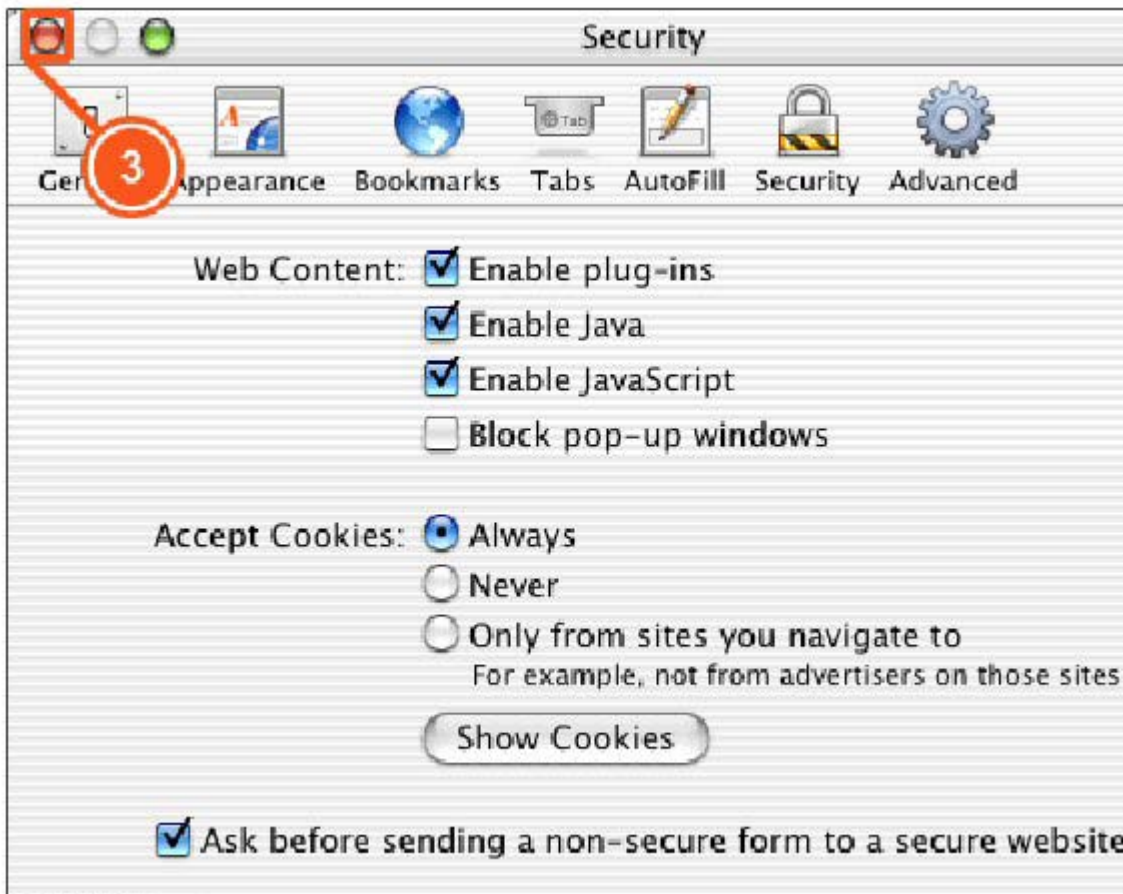 Security
Tab
3
Appearance Bookmarks Tabs AutoFill Security Advanced
Web Content: Enable plug-ins
Enable Java
Enable JavaScript
Block pop-up windows
Accept Cookies: Always
Never
Only from sites you navigate to
For example, not from advertisers on those sites
Show Cookies
Ask before sending a non-secure form to a secure website